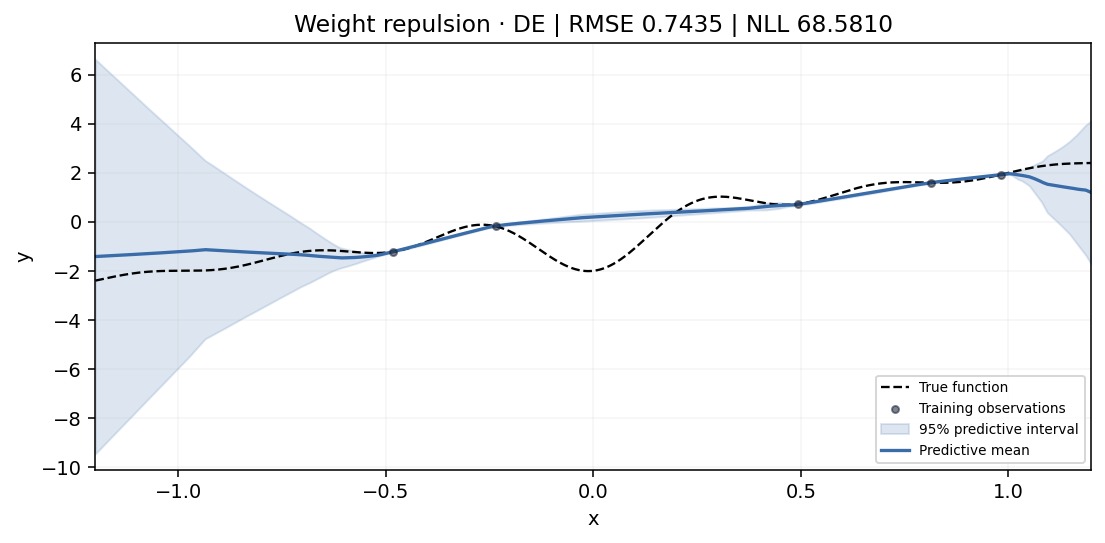 Weight repulsion · DE | RMSE 0.7435 | NLL 68.5810
6
4
2
0
−2
−4
−6
−8
−10
y
True function
Training observations
95% predictive interval
Predictive mean
−1.0
−0.5
0.0
0.5
1.0
x